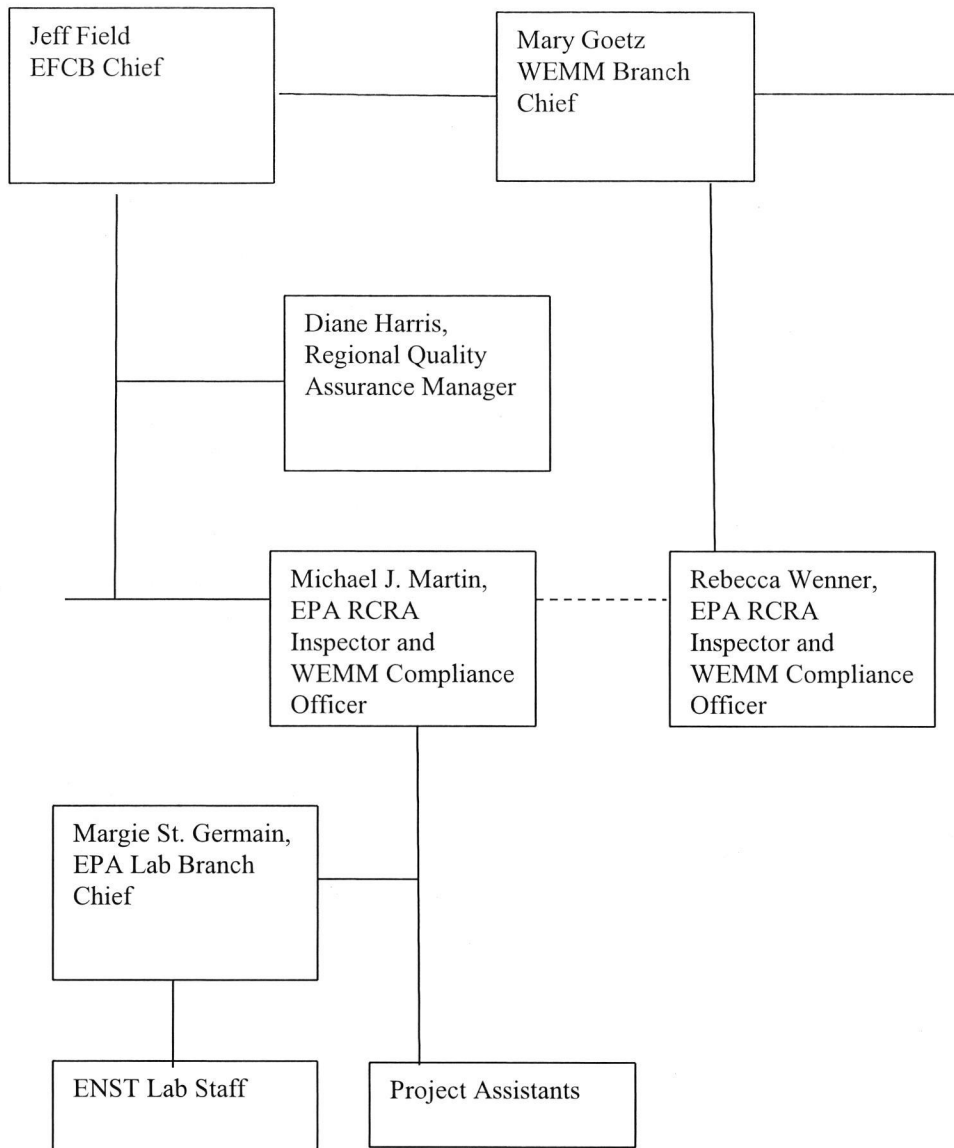 Jeff Field
EFCB Chief
Mary Goetz
WEMM Branch
Chief
Diane Harris,
Regional Quality
Assurance Manager
Michael J. Martin,
EPA RCRA
Inspector and
WEMM Compliance
Officer
Rebecca Wenner,
EPA RCRA
Inspector and
WEMM Compliance
Officer
Margie St. Germain,
EPA Lab Branch
Chief
ENST Lab Staff
Project Assistants